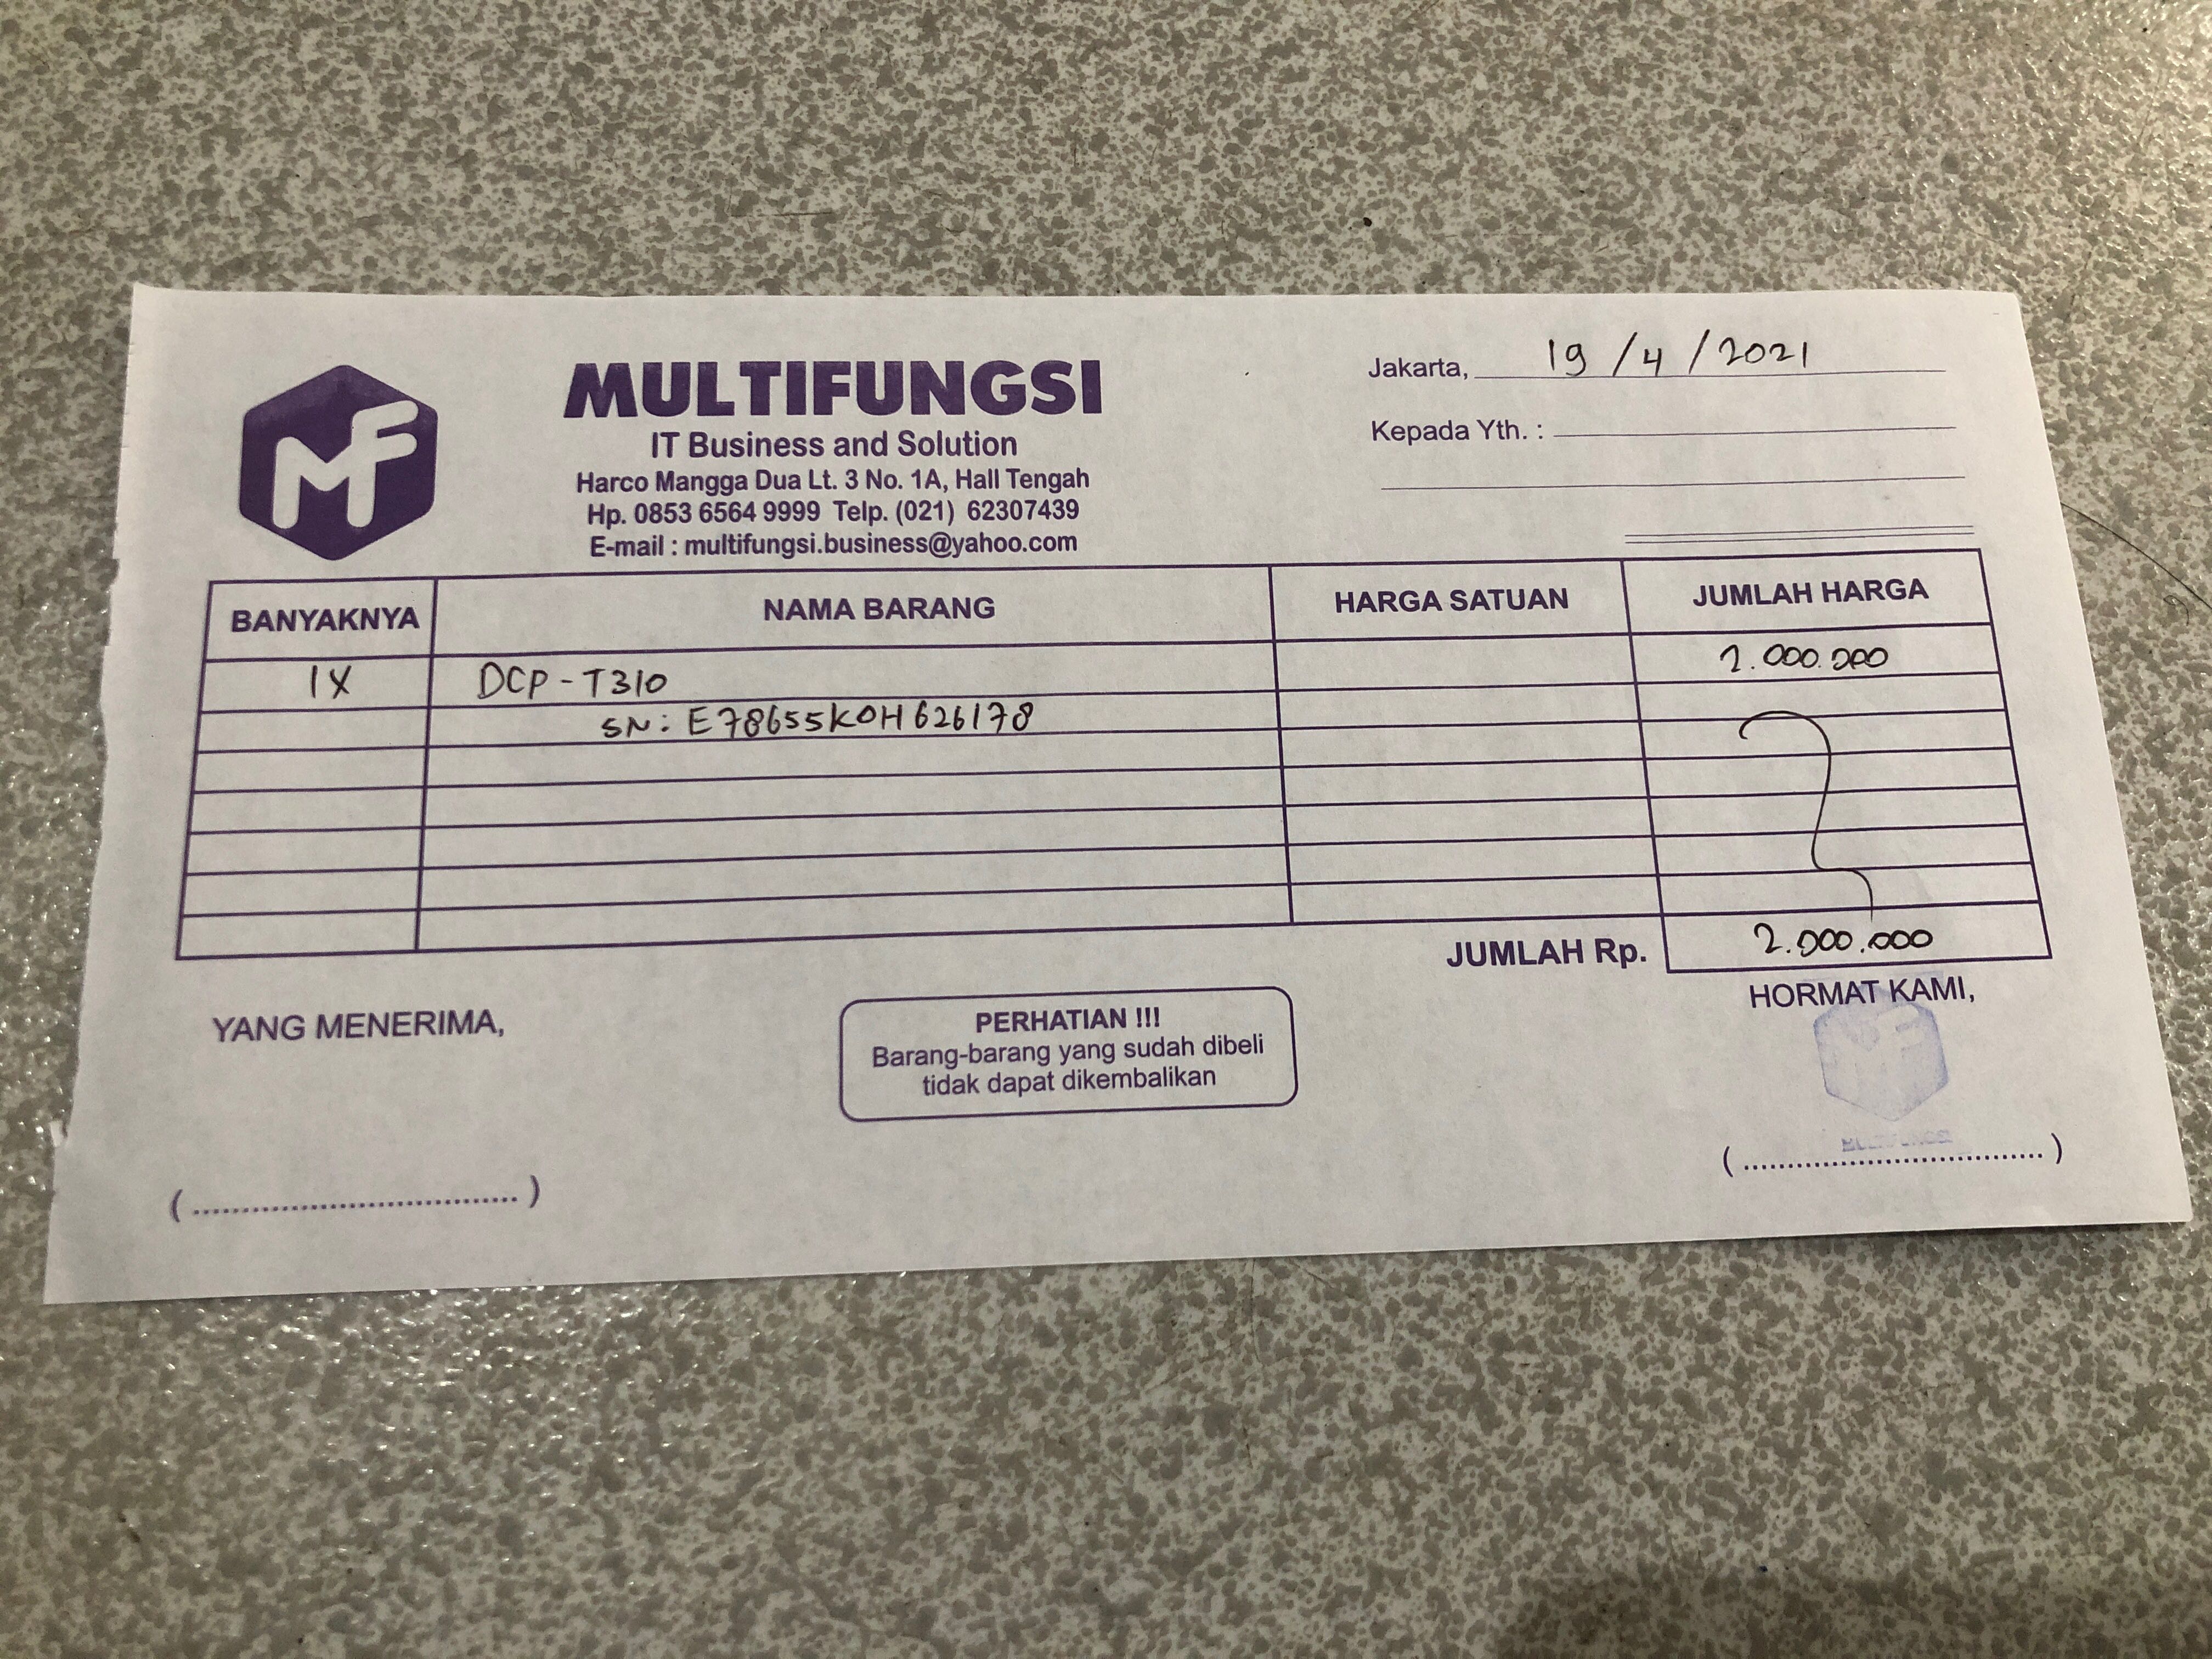 MF
MULTIFUNGSI
IT Business and Solution
Harco Mangga Dua Lt. 3 No. 1A, Hall Tengah
Hp. 0853 6564 9999 Telp. (021) 62307439
E-mail : multifungsi.business@yahoo.com
Jakarta, 19/4/2021
Kepada Yth. :
BANYAKNYA NAMA BARANG HARGA SATUAN JUMLAH HARGA
1X DCP-T310 2.000.000
SN: E78655K0H626178
JUMLAH Rp. 2.000.000
YANG MENERIMA,
PERHATIAN !!!
Barang-barang yang sudah dibeli
tidak dapat dikembalikan
HORMAT KAMI,
MF
MULTIFUNGSI
(..................................)
(..................................)